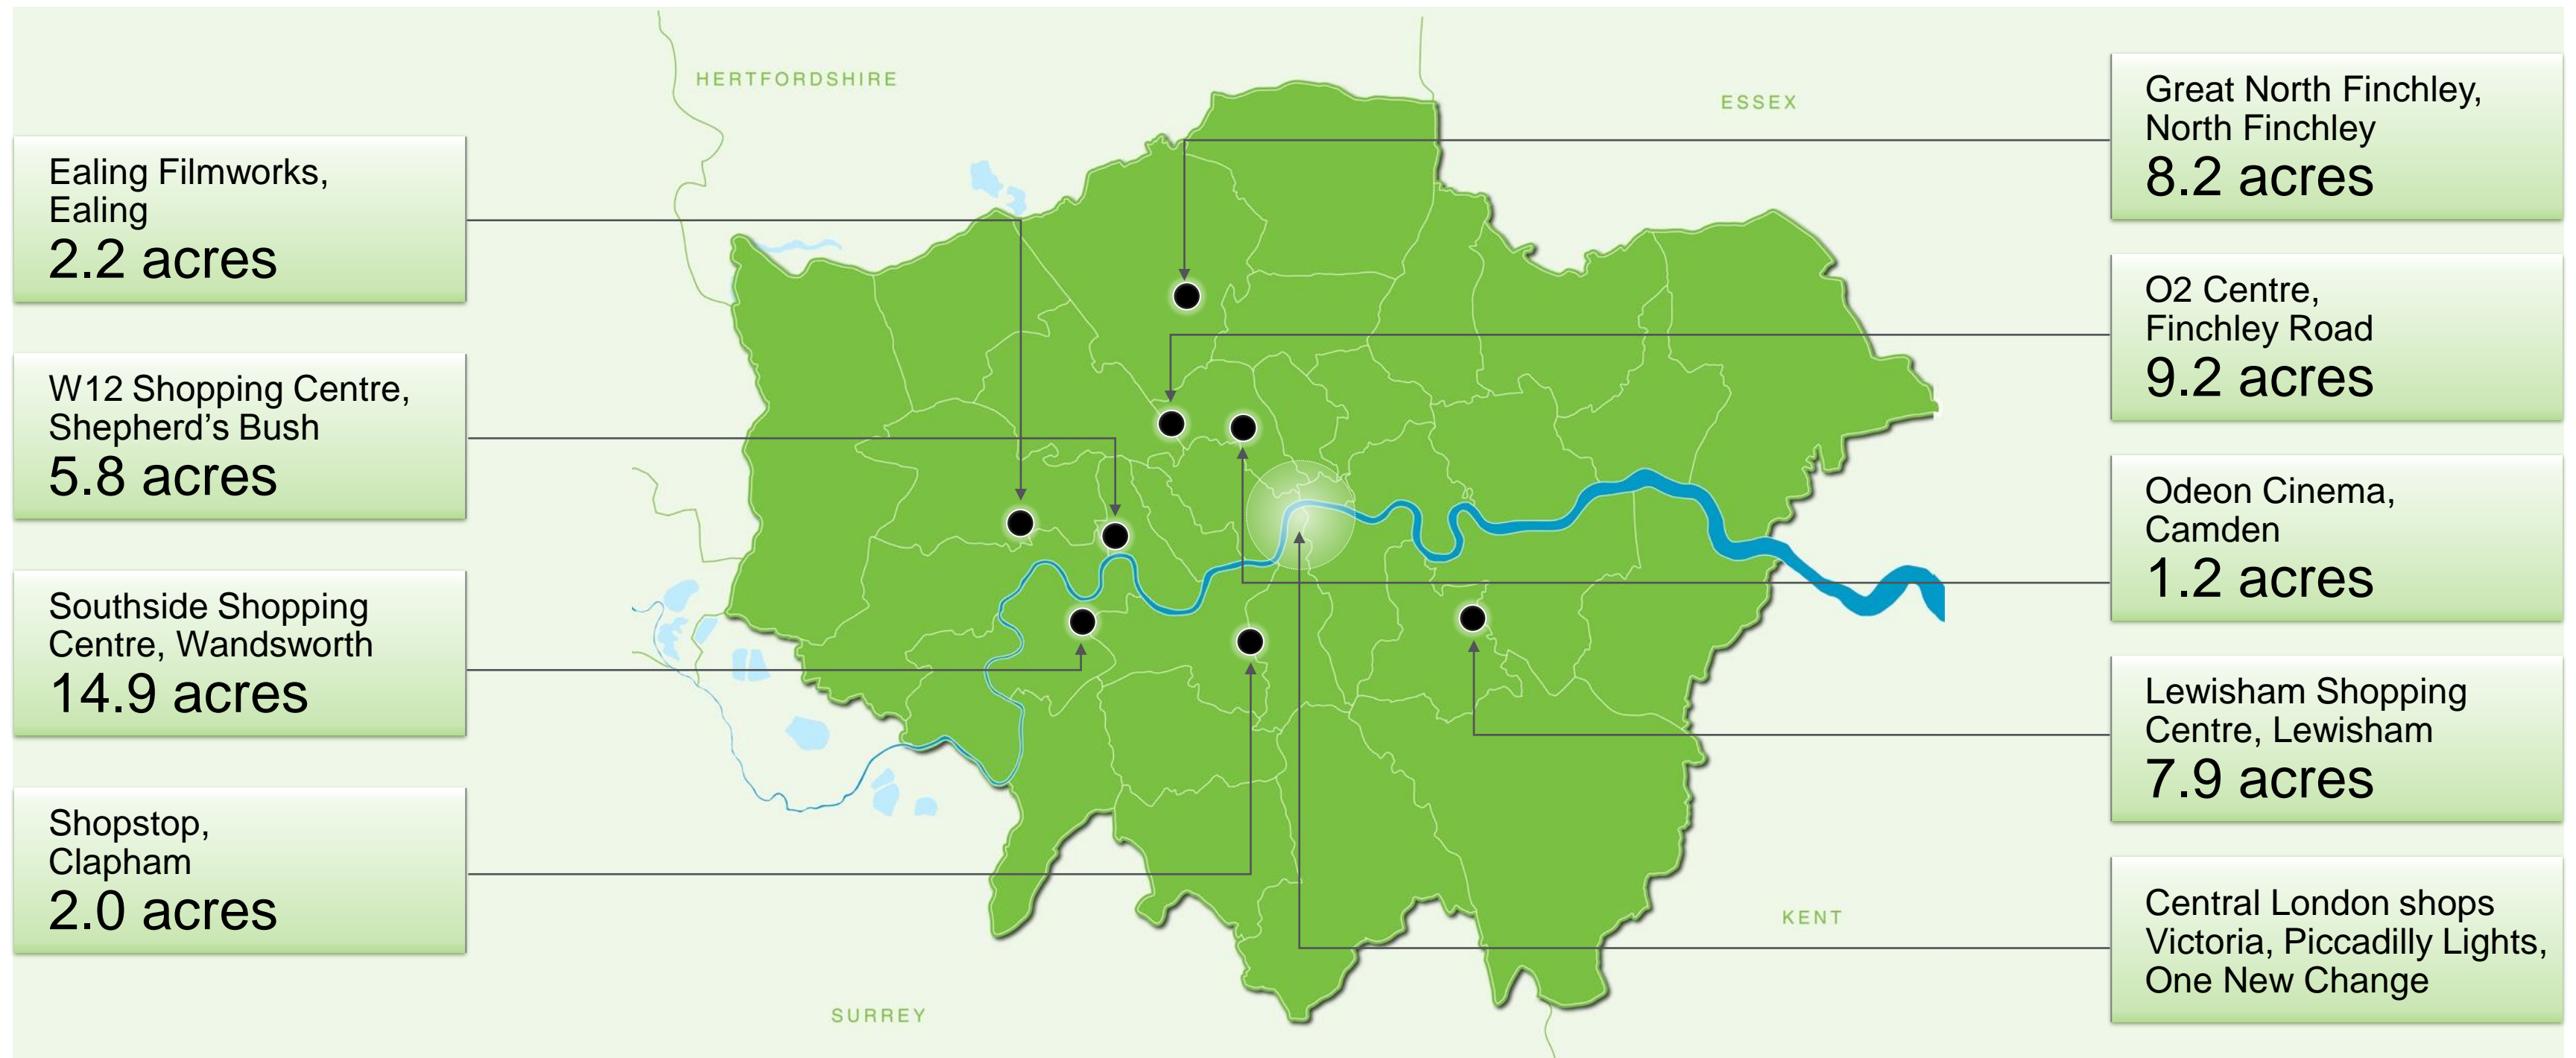 HERTFORDSHIRE
ESSEX
Ealing Filmworks,
Ealing
2.2 acres
W12 Shopping Centre,
Shepherd’s Bush
5.8 acres
Southside Shopping
Centre, Wandsworth
14.9 acres
Shopstop,
Clapham
2.0 acres
Great North Finchley,
North Finchley
8.2 acres
O2 Centre,
Finchley Road
9.2 acres
Odeon Cinema,
Camden
1.2 acres
Lewisham Shopping
Centre, Lewisham
7.9 acres
Central London shops
Victoria, Piccadilly Lights,
One New Change
KENT
SURREY